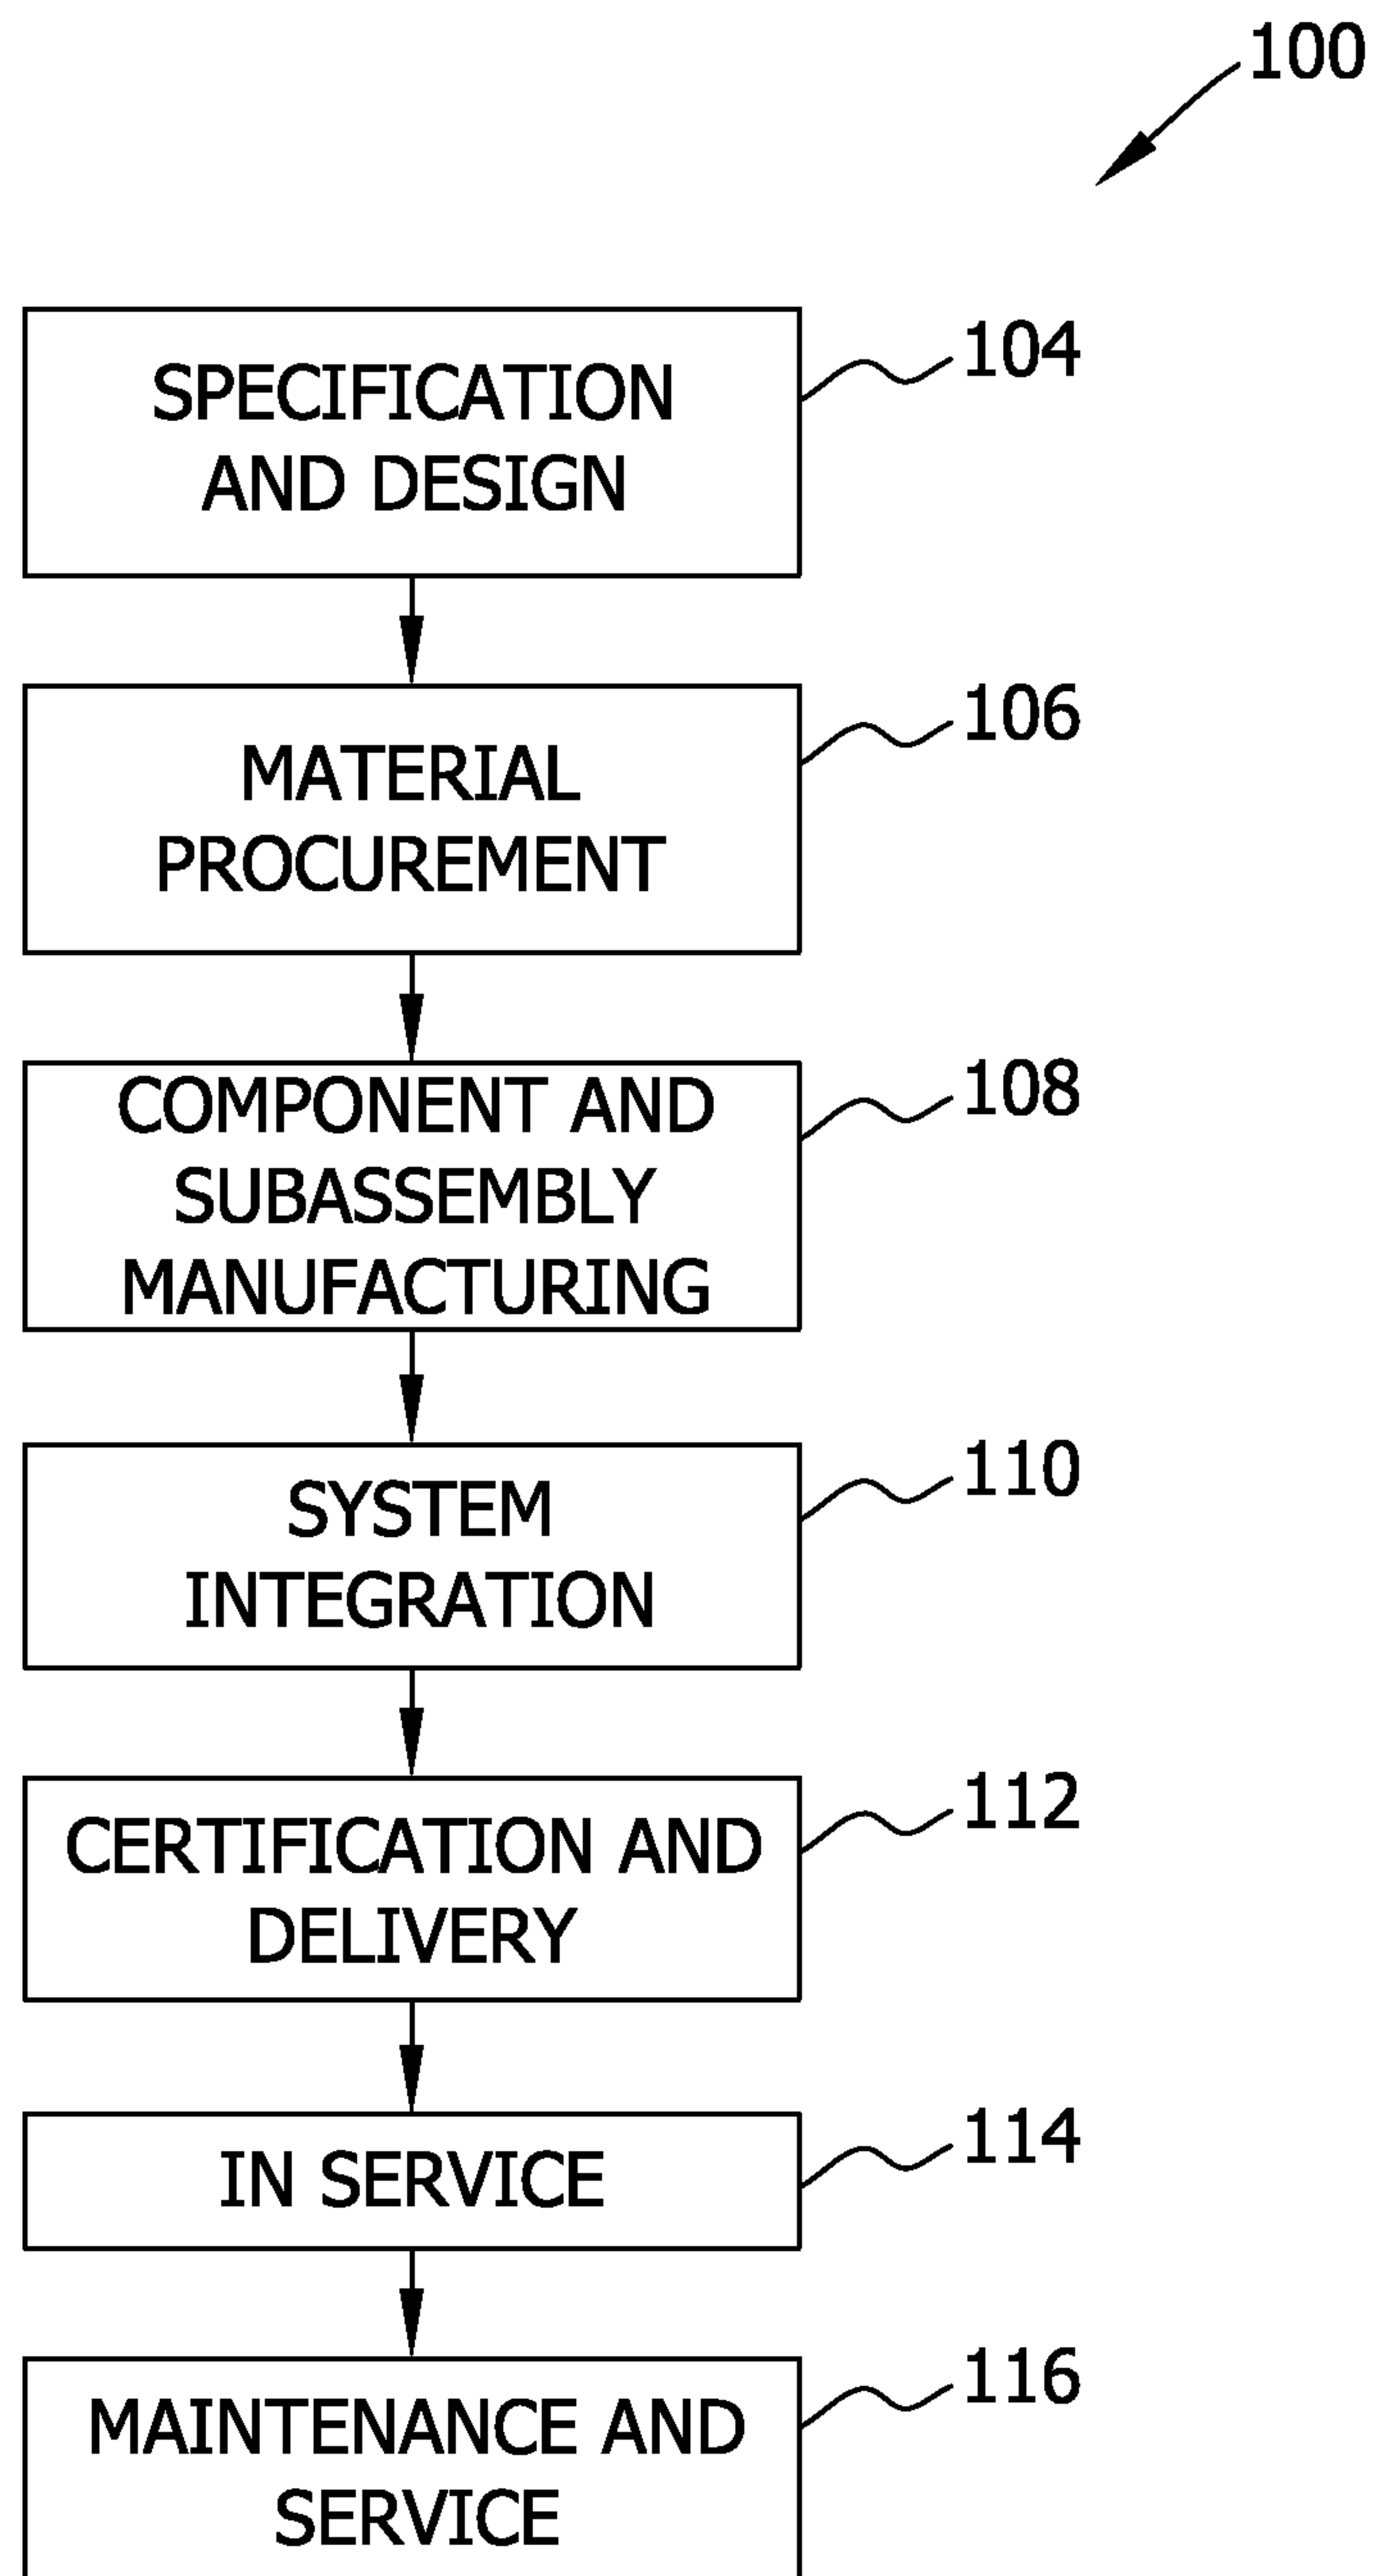 100
SPECIFICATION
AND DESIGN
104
MATERIAL
PROCUREMENT
106
COMPONENT AND
SUBASSEMBLY
MANUFACTURING
108
SYSTEM
INTEGRATION
110
CERTIFICATION AND
DELIVERY
112
IN SERVICE
114
MAINTENANCE AND
SERVICE
116